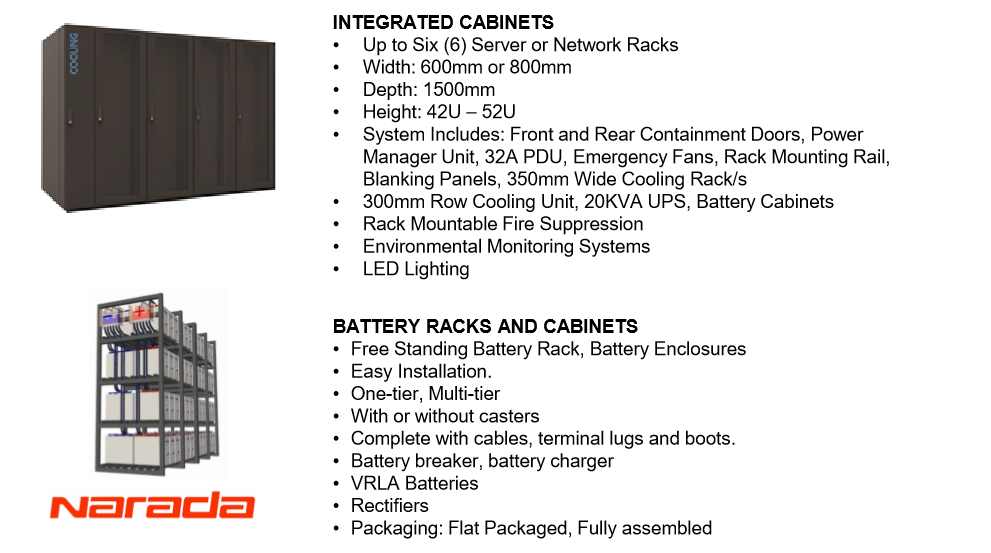 COOLING
INTEGRATED CABINETS
• Up to Six (6) Server or Network Racks
• Width: 600mm or 800mm
• Depth: 1500mm
• Height: 42U – 52U
• System Includes: Front and Rear Containment Doors, Power
Manager Unit, 32A PDU, Emergency Fans, Rack Mounting Rail,
Blanking Panels, 350mm Wide Cooling Rack/s
• 300mm Row Cooling Unit, 20KVA UPS, Battery Cabinets
• Rack Mountable Fire Suppression
• Environmental Monitoring Systems
• LED Lighting
BATTERY RACKS AND CABINETS
• Free Standing Battery Rack, Battery Enclosures
• Easy Installation.
• One-tier, Multi-tier
• With or without casters
• Complete with cables, terminal lugs and boots.
• Battery breaker, battery charger
• VRLA Batteries
• Rectifiers
• Packaging: Flat Packaged, Fully assembled
narada